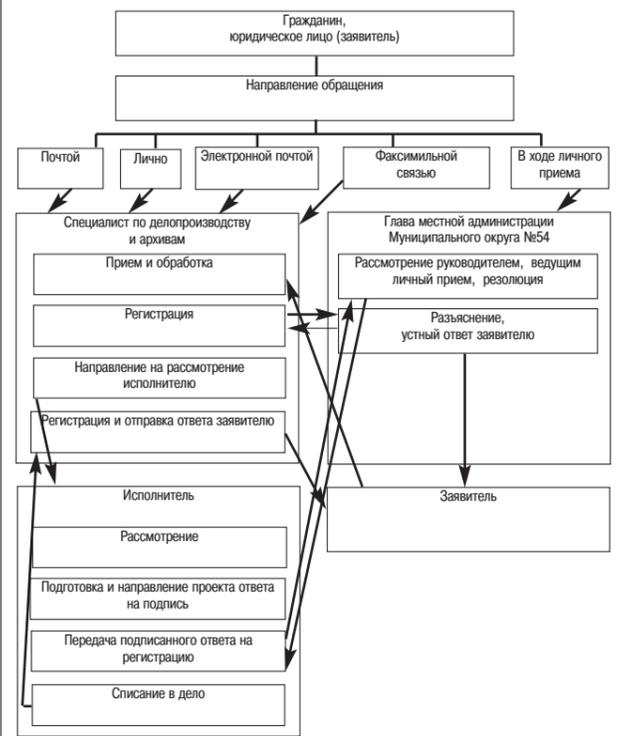 Гражданин,
юридическое лицо (заявитель)
Направление обращения
Почтой
Лично
Электронной почтой
Факсимильной
связью
В ходе личного
приема
Специалист по делопроизводству
и архивам
Прием и обработка
Регистрация
Направление на рассмотрение
исполнителю
Регистрация и отправка ответа заявителю
Глава местной администрации
Муниципального округа №54
Рассмотрение руководителем, ведущим
личный прием, резолюция
Разъяснение,
устный ответ заявителю
Исполнитель
Рассмотрение
Подготовка и направление проекта ответа
на подпись
Передача подписанного ответа на
регистрацию
Списание в дело
Заявитель